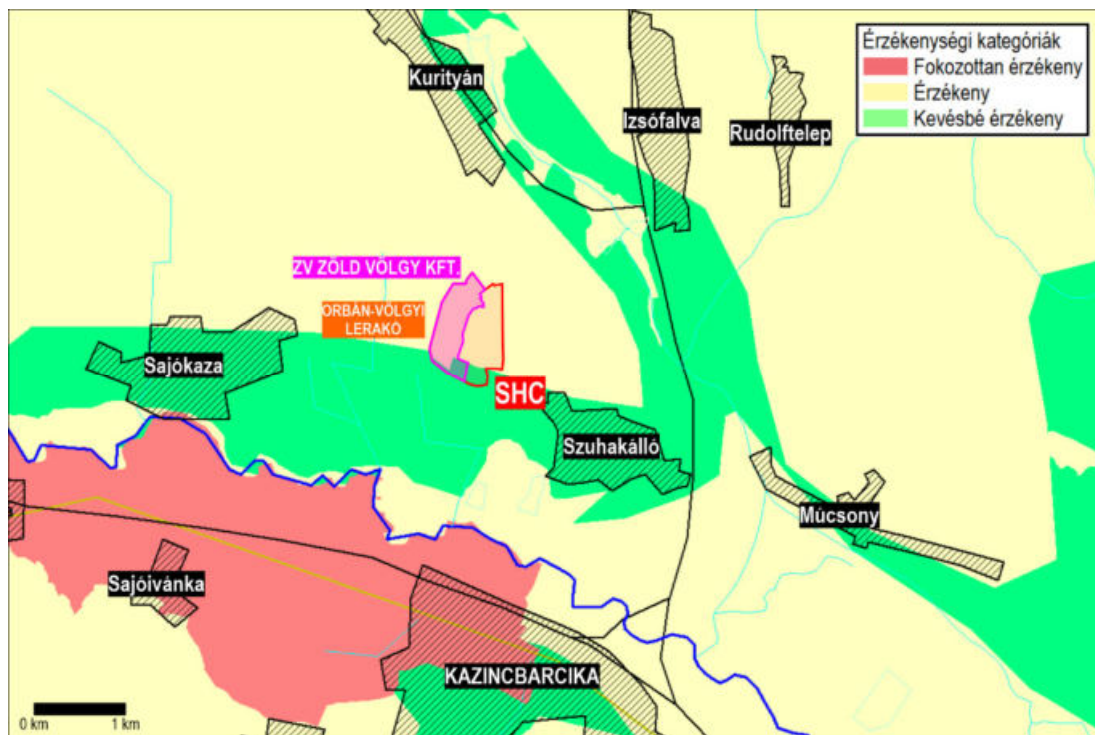 Érzékenységi kategóriák
Fokozottan érzékeny
Érzékeny
Kevésbé érzékeny
Kurityán
Izsófalva
Rudolftelep
ZV ZÖLD VÖLGY KFT.
ORBÁN-VÖLGYI
LERAKÓ
Sajókaza
SHC
Szuhakálló
Múcsony
Sajóivánka
KAZINCBARCIKA
0 km 1 km